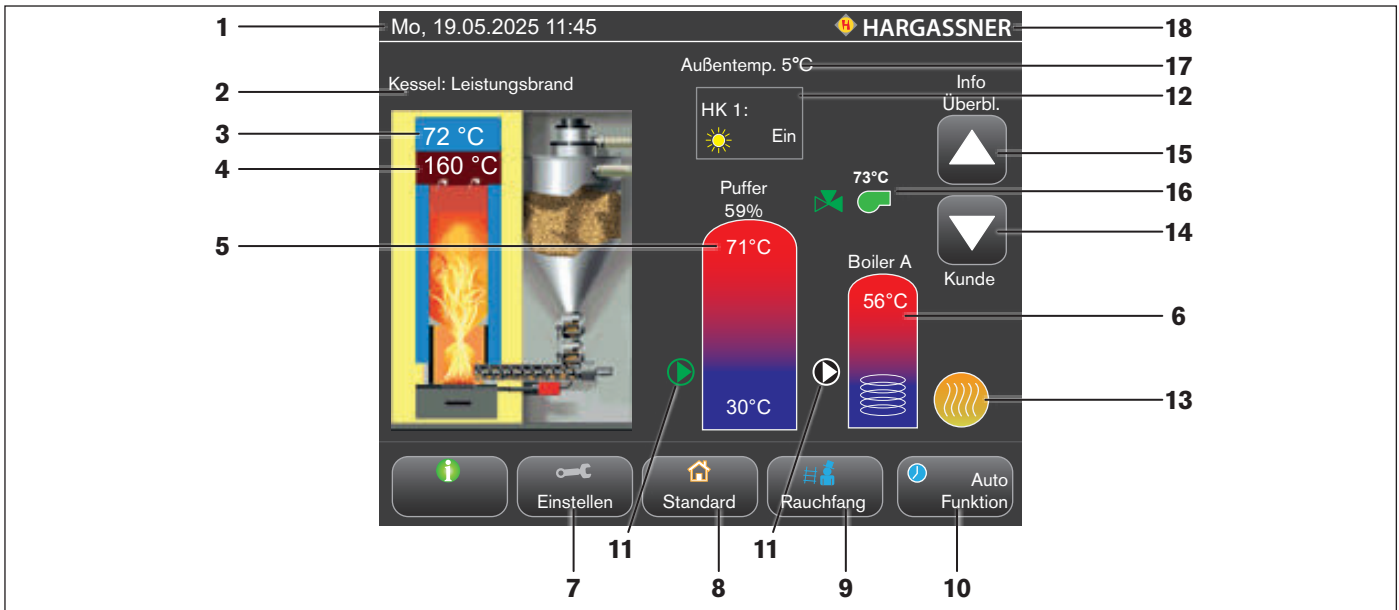 1
Mo, 19.05.2025 11:45
H
HARGASSNER
18
Außentemp. 5°C
17
2
Kessel: Leistungsbrand
Info
Überbl.
12
HK 1:
Ein
3
72 °C
4
160 °C
15
73°C
16
Puffer
59%
5
71°C
14
Boiler A
Kunde
56°C
6
30°C
13
i
Einstellen
Standard
Rauchfang
Auto
Funktion
11
11
7
8
9
10